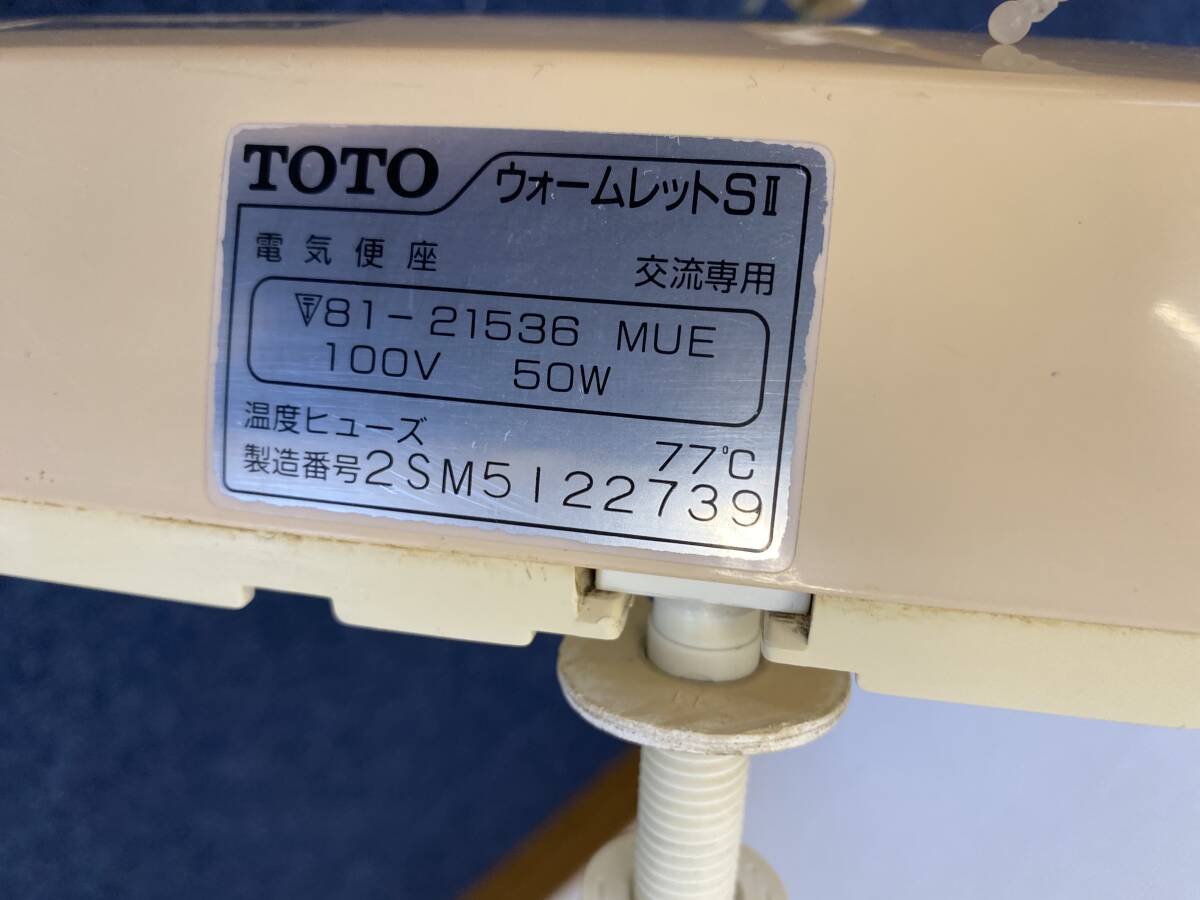 TOTO ウォームレットSⅡ
電気便座 交流専用
81-21536 MUE
100V 50W
温度ヒューズ 77℃
製造番号2SM5122739